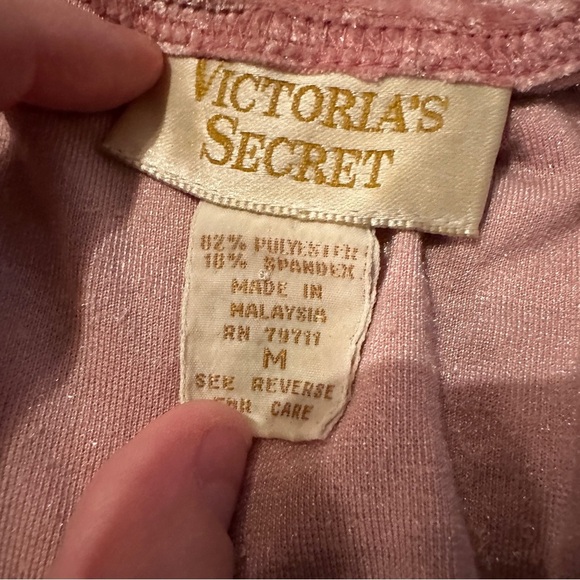 VICTORIA'S
SECRET
82% POLYESTER
18% SPANDEX
MADE IN
MALAYSIA
RN 79711
M
SEE REVERSE
FOR CARE